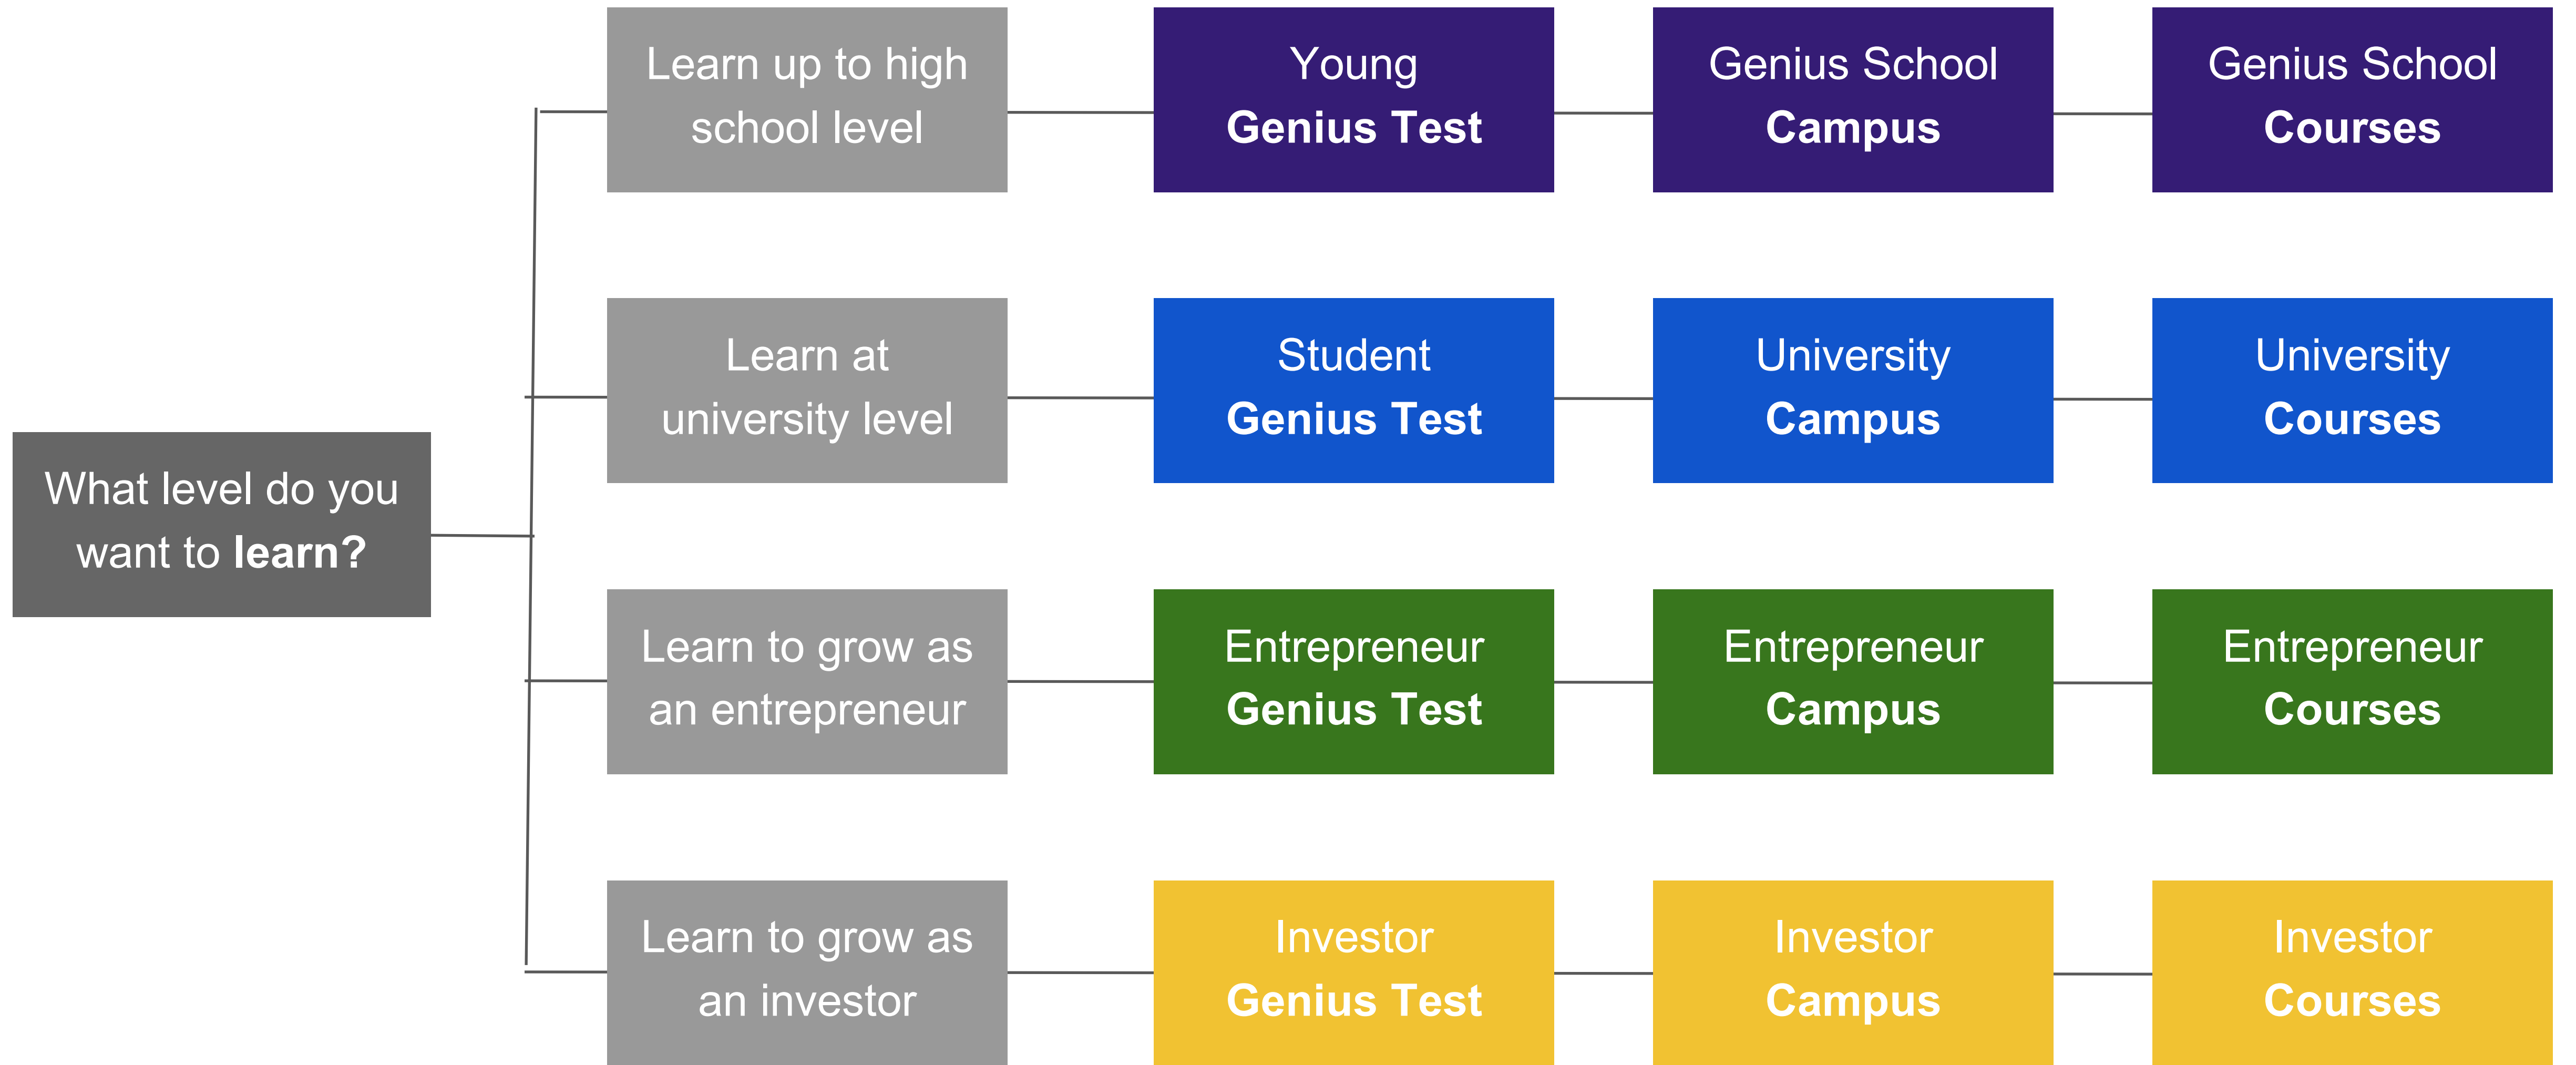 Learn up to high
school level
Young
Genius Test
Genius School
Campus
Genius School
Courses
Learn at
university level
Student
Genius Test
University
Campus
University
Courses
What level do you
want to learn?
Learn to grow as
an entrepreneur
Entrepreneur
Genius Test
Entrepreneur
Campus
Entrepreneur
Courses
Learn to grow as
an investor
Investor
Genius Test
Investor
Campus
Investor
Courses